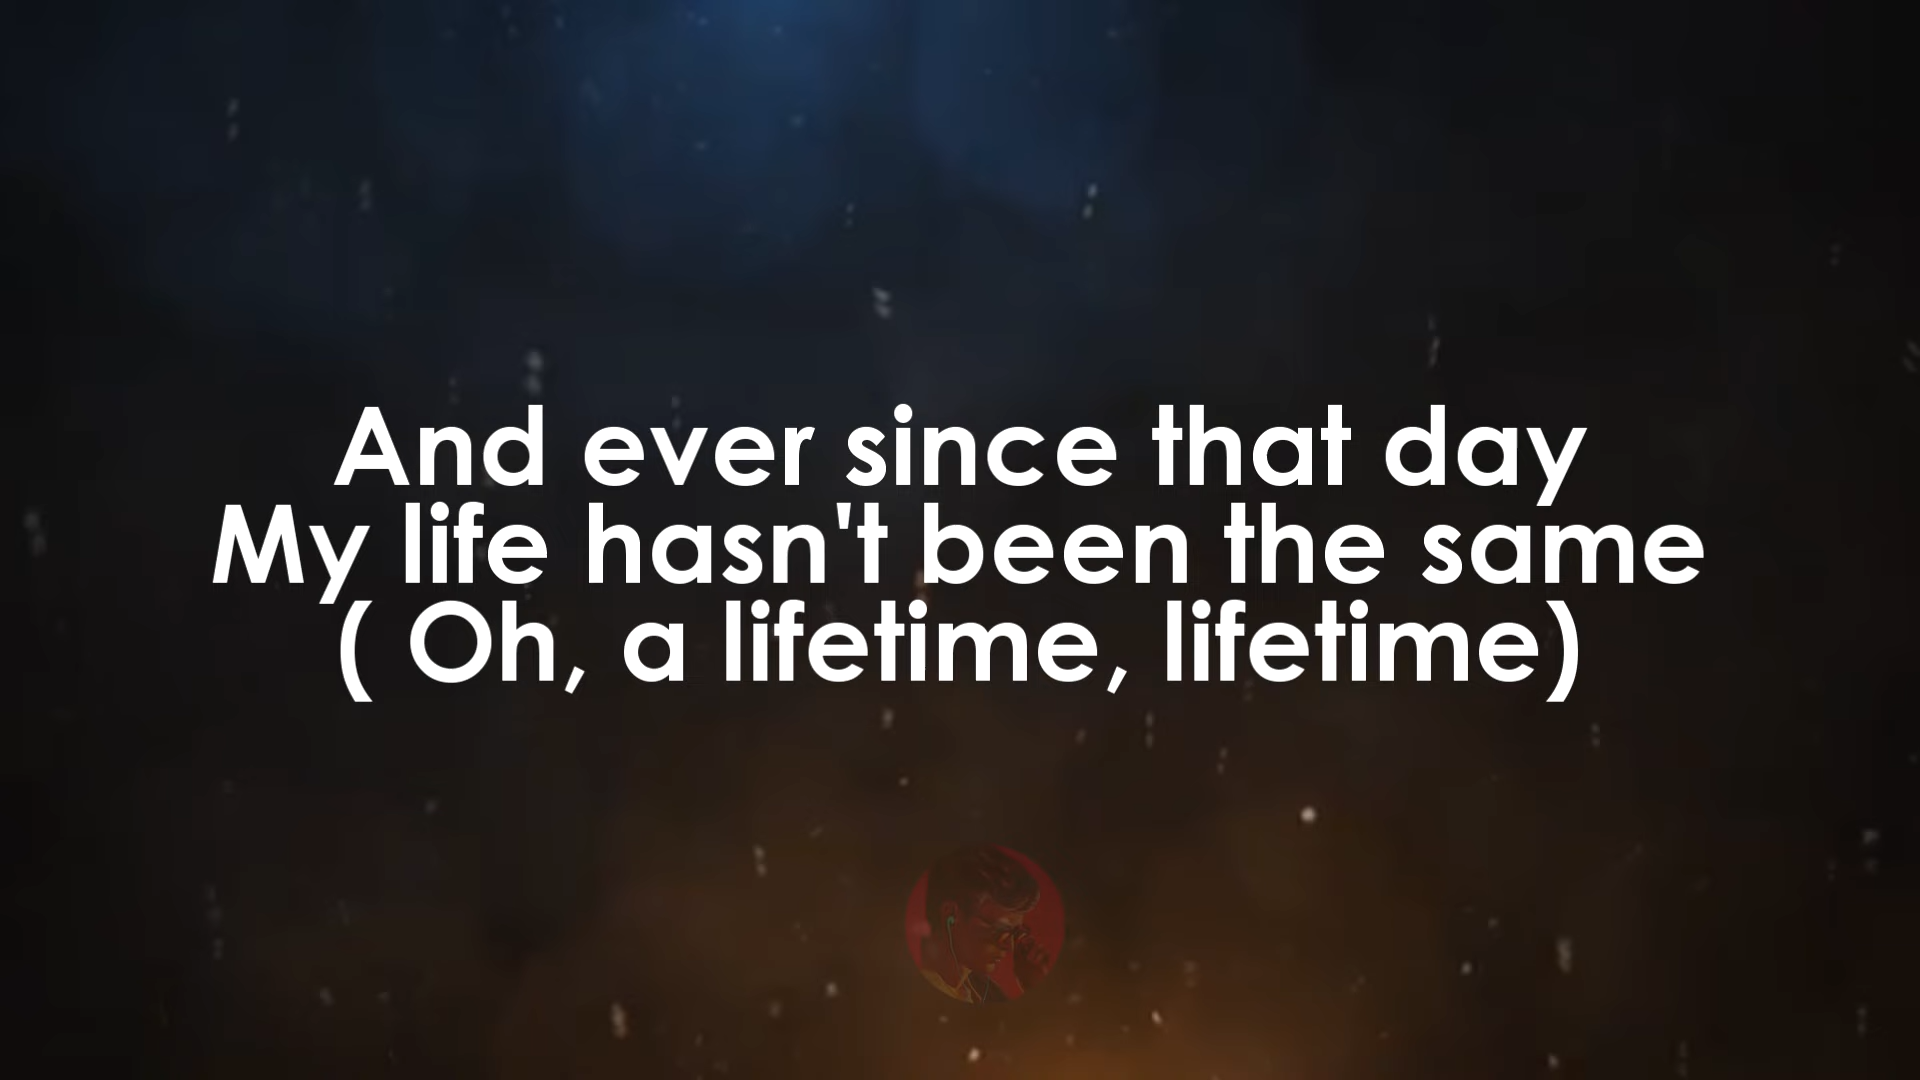 And ever since that day
My life hasn't been the same
( Oh, a lifetime, lifetime)